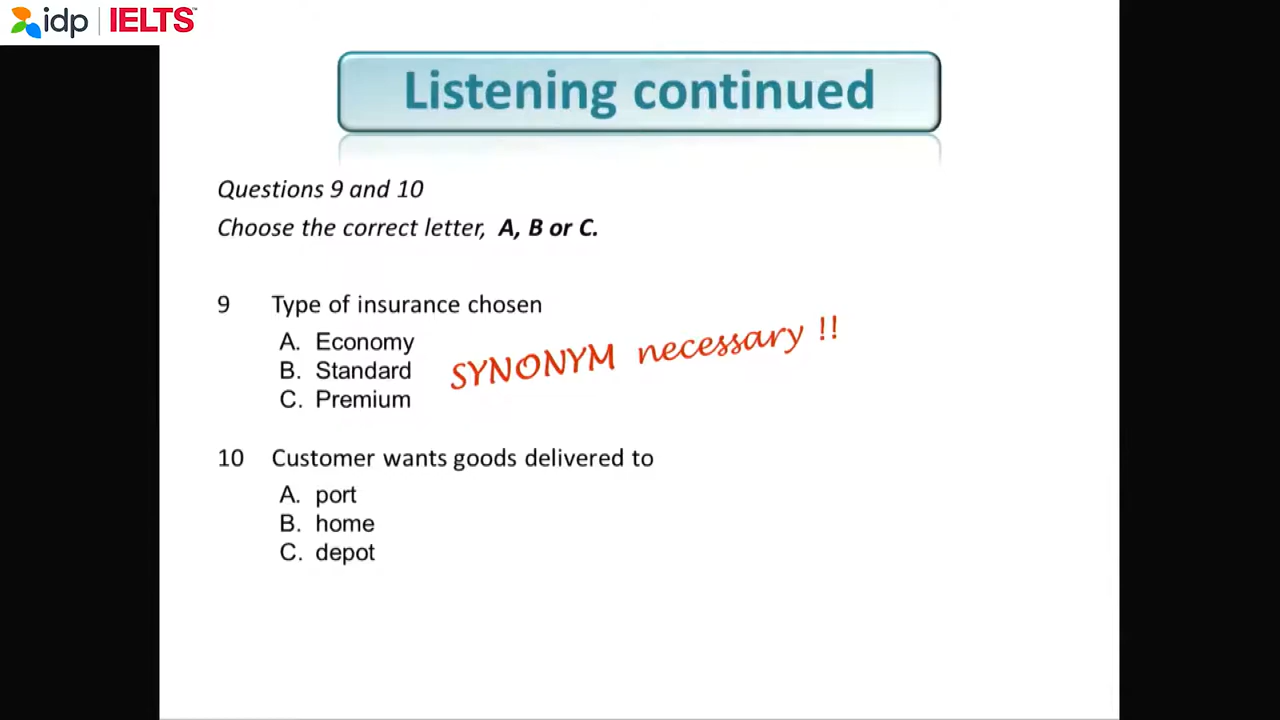 idp | IELTS™
Listening continued
Questions 9 and 10
Choose the correct letter, A, B or C.
9 Type of insurance chosen
A. Economy
B. Standard
C. Premium
SYNONYM necessary !!
10 Customer wants goods delivered to
A. port
B. home
C. depot